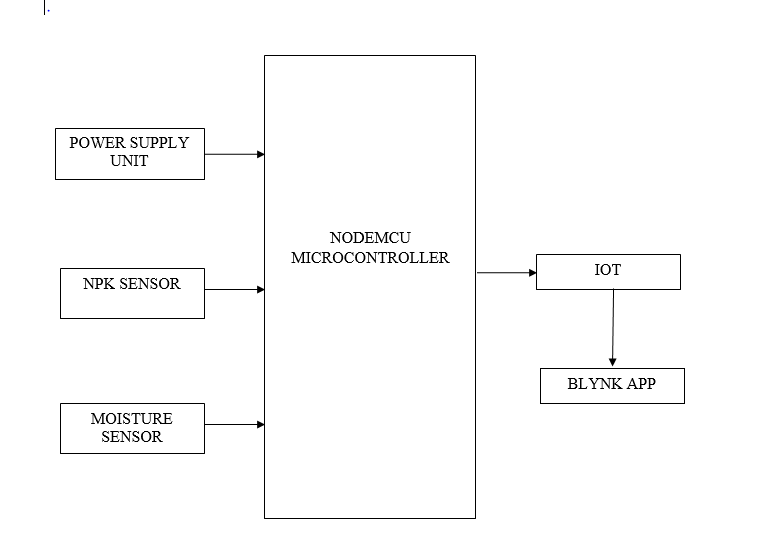 POWER SUPPLY
UNIT
NPK SENSOR
MOISTURE
SENSOR
NODEMCU
MICROCONTROLLER
IOT
BLYNK APP